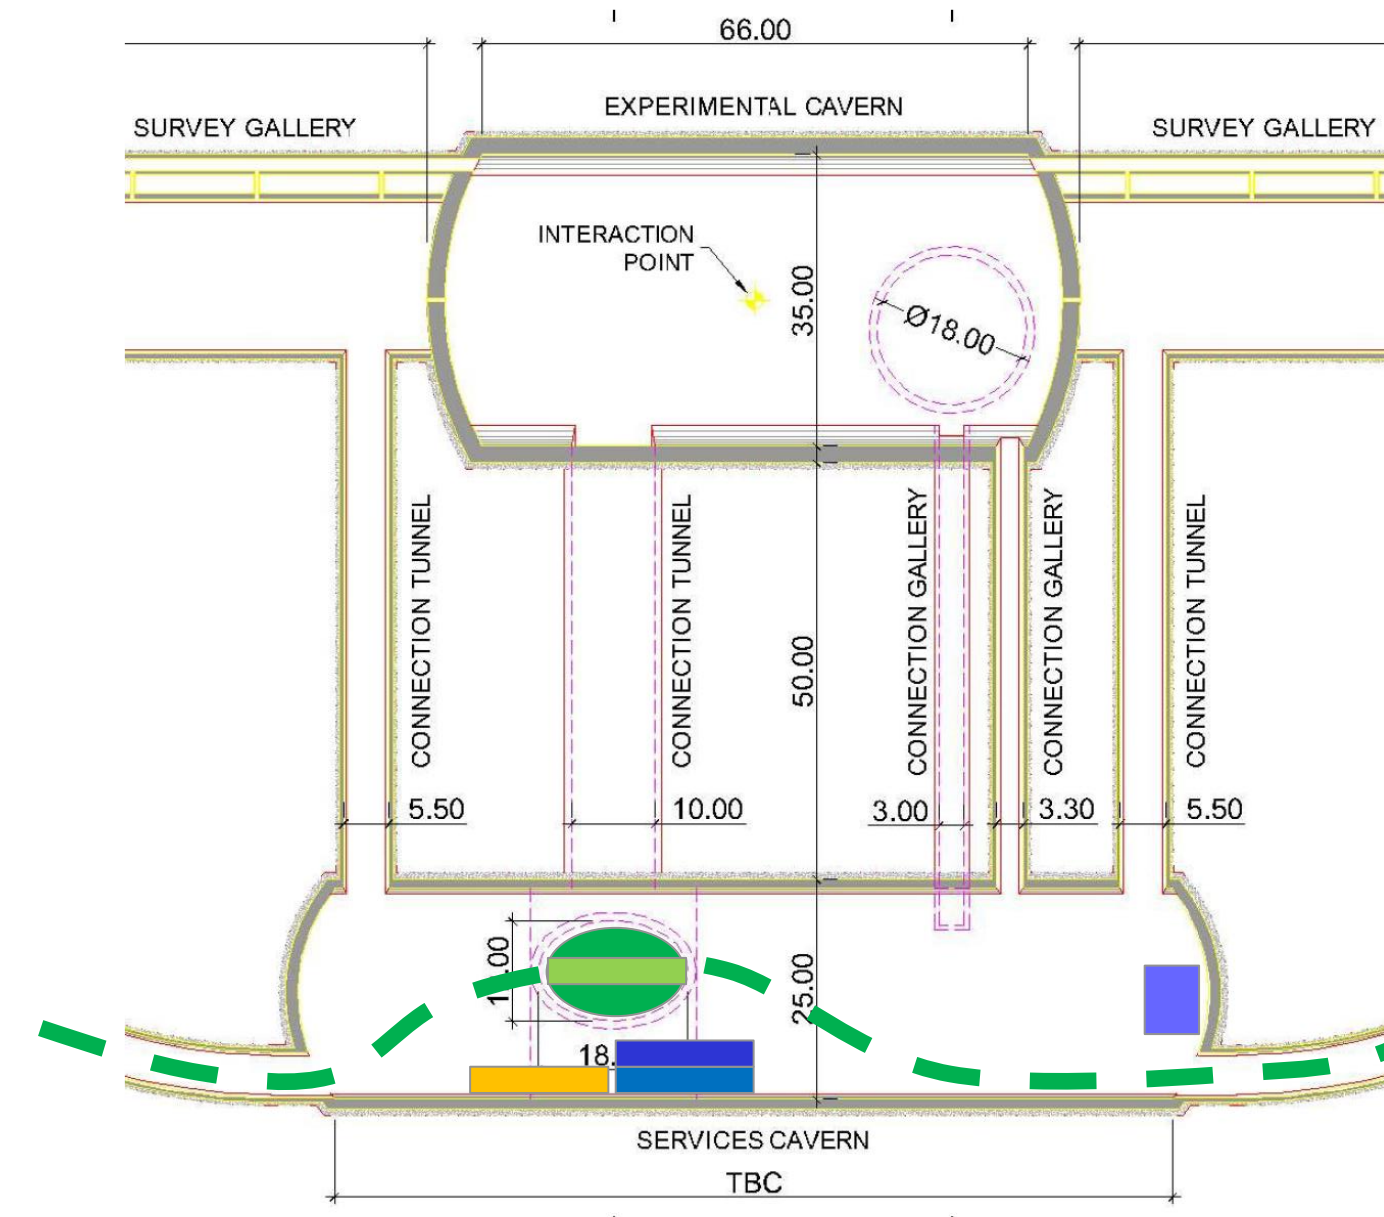 66.00
EXPERIMENTAL CAVERN
SURVEY GALLERY
SURVEY GALLERY
INTERACTION
POINT
35.00
Ø18.00
CONNECTION TUNNEL
CONNECTION TUNNEL
CONNECTION GALLERY
CONNECTION GALLERY
CONNECTION TUNNEL
50.00
5.50
10.00
3.00
3.30
5.50
25.00
18.
SERVICES CAVERN
TBC